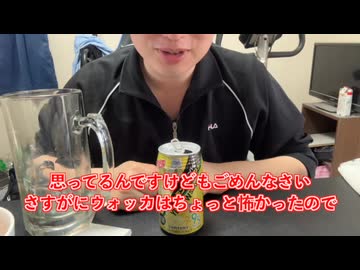 FILA
思ってるんですけどもごめんなさい
さすがにウォッカはちょっと怖かったので